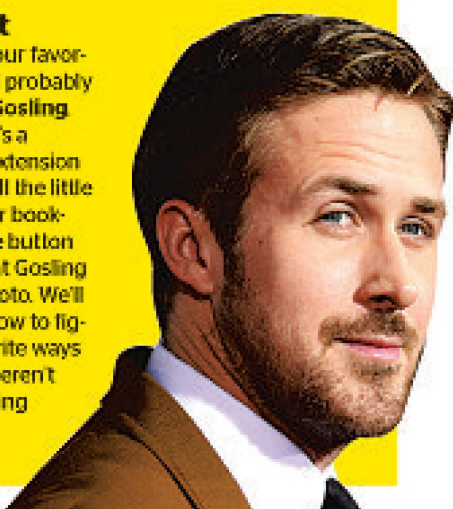 t
our favor-
probably
Gosling.
's a
xtension
ll the little
r book-
e button
t Gosling
oto. We'll
ow to fig-
rite ways
eren't
ing